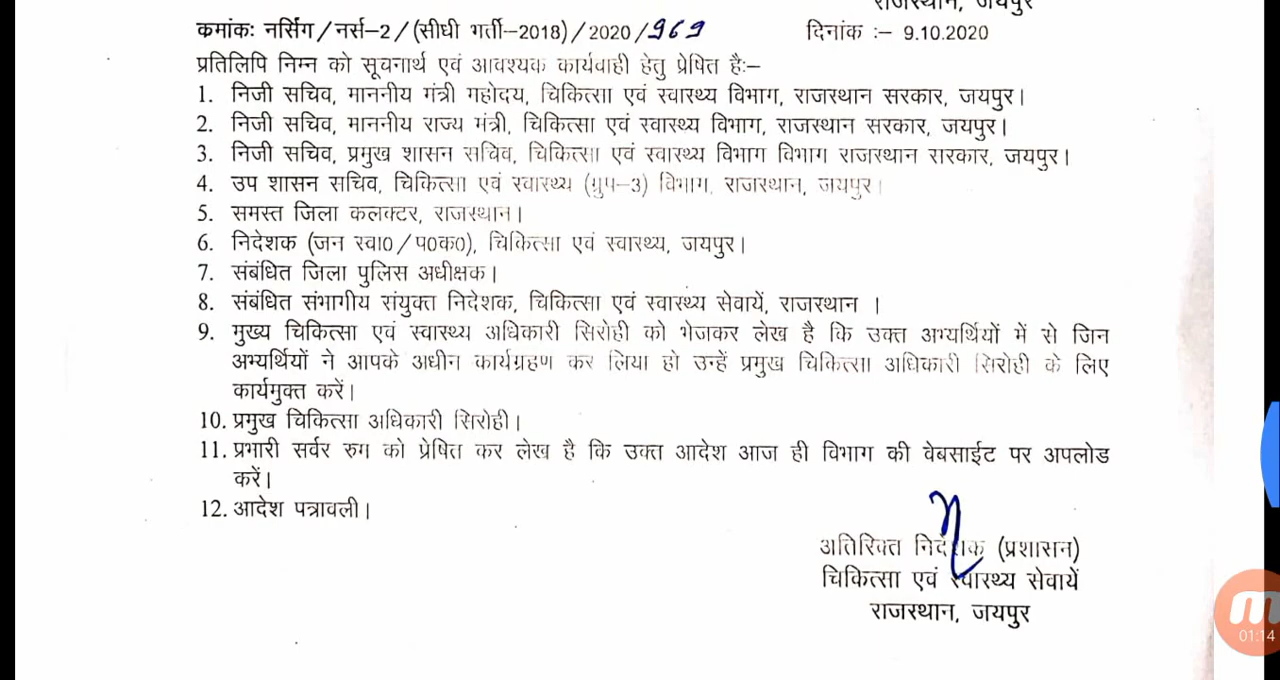 राजस्थान, जयपुर
कमांकः नर्सिंग/नर्स–2/(सीधी भर्ती–2018)/2020/969
दिनांक :– 9.10.2020
प्रतिलिपि निम्न को सूचनार्थ एवं आवश्यक कार्यवाही हेतु प्रेषित हैः–
1. निजी सचिव, माननीय मंत्री महोदय, चिकित्सा एवं स्वास्थ्य विभाग, राजस्थान सरकार, जयपुर।
2. निजी सचिव, माननीय राज्य मंत्री, चिकित्सा एवं स्वास्थ्य विभाग, राजस्थान सरकार, जयपुर।
3. निजी सचिव, प्रमुख शासन सचिव, चिकित्सा एवं स्वास्थ्य विभाग विभाग राजस्थान सरकार, जयपुर।
4. उप शासन सचिव, चिकित्सा एवं स्वास्थ्य (ग्रुप–3) विभाग, राजस्थान, जयपुर।
5. समस्त जिला कलक्टर, राजस्थान।
6. निदेशक (जन स्वा0/प0क0), चिकित्सा एवं स्वास्थ्य, जयपुर।
7. संबंधित जिला पुलिस अधीक्षक।
8. संबंधित संभागीय संयुक्त निदेशक, चिकित्सा एवं स्वास्थ्य सेवायें, राजस्थान ।
9. मुख्य चिकित्सा एवं स्वास्थ्य अधिकारी सिरोही को भेजकर लेख है कि उक्त अभ्यर्थियों में से जिन
अभ्यर्थियों ने आपके अधीन कार्यग्रहण कर लिया हो उन्हें प्रमुख चिकित्सा अधिकारी सिरोही के लिए
कार्यमुक्त करें।
10. प्रमुख चिकित्सा अधिकारी सिरोही।
11. प्रभारी सर्वर रुम को प्रेषित कर लेख है कि उक्त आदेश आज ही विभाग की वेबसाईट पर अपलोड
करें।
12. आदेश पत्रावली।
अतिरिक्त निदेशक (प्रशासन)
चिकित्सा एवं स्वास्थ्य सेवायें
राजस्थान, जयपुर
01:14